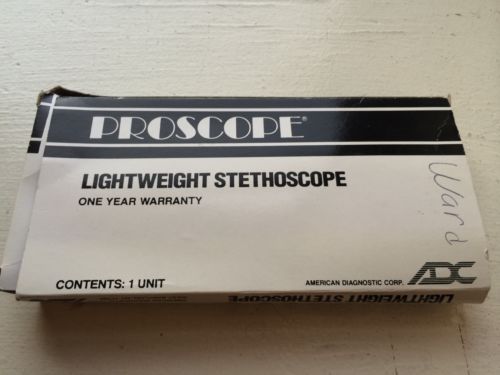 PROSCOPE®
LIGHTWEIGHT STETHOSCOPE
ONE YEAR WARRANTY
Ward
CONTENTS: 1 UNIT
AMERICAN DIAGNOSTIC CORP.
ADC
LIGHTWEIGHT STETHOSCOPE